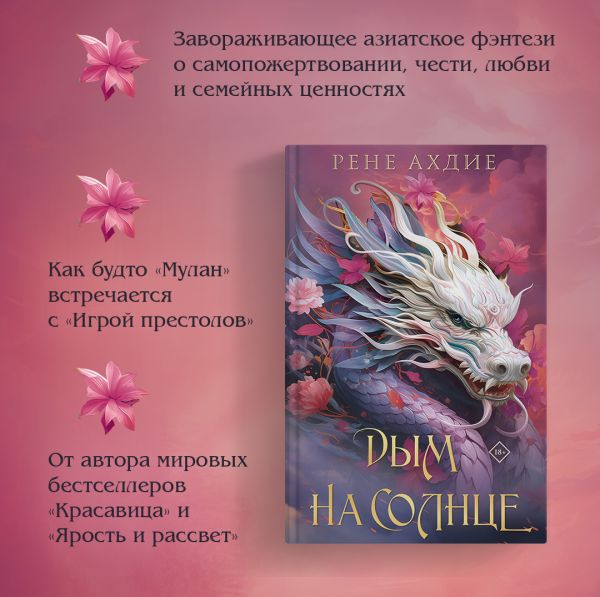 Завораживающее азиатское фэнтези
о самопожертвовании, чести, любви
и семейных ценностях
РЕНЕ АХДИЕ
Как будто «Мулан»
встречается
с «Игрой престолов»
От автора мировых
бестселлеров
«Красавица» и
«Ярость и рассвет»
ДЫМ
18+
НА СОЛНЦЕ